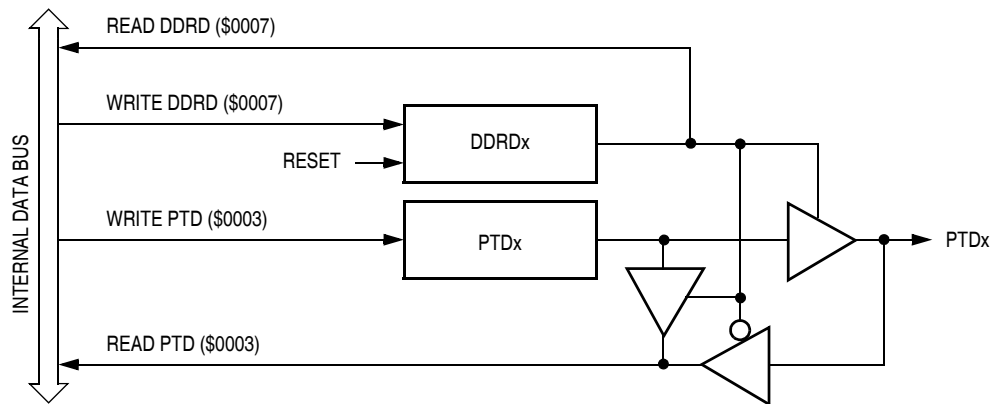 READ DDRD ($0007)
WRITE DDRD ($0007)
DDRDx
RESET
INTERNAL DATA BUS
WRITE PTD ($0003)
PTDx
PTDx
READ PTD ($0003)